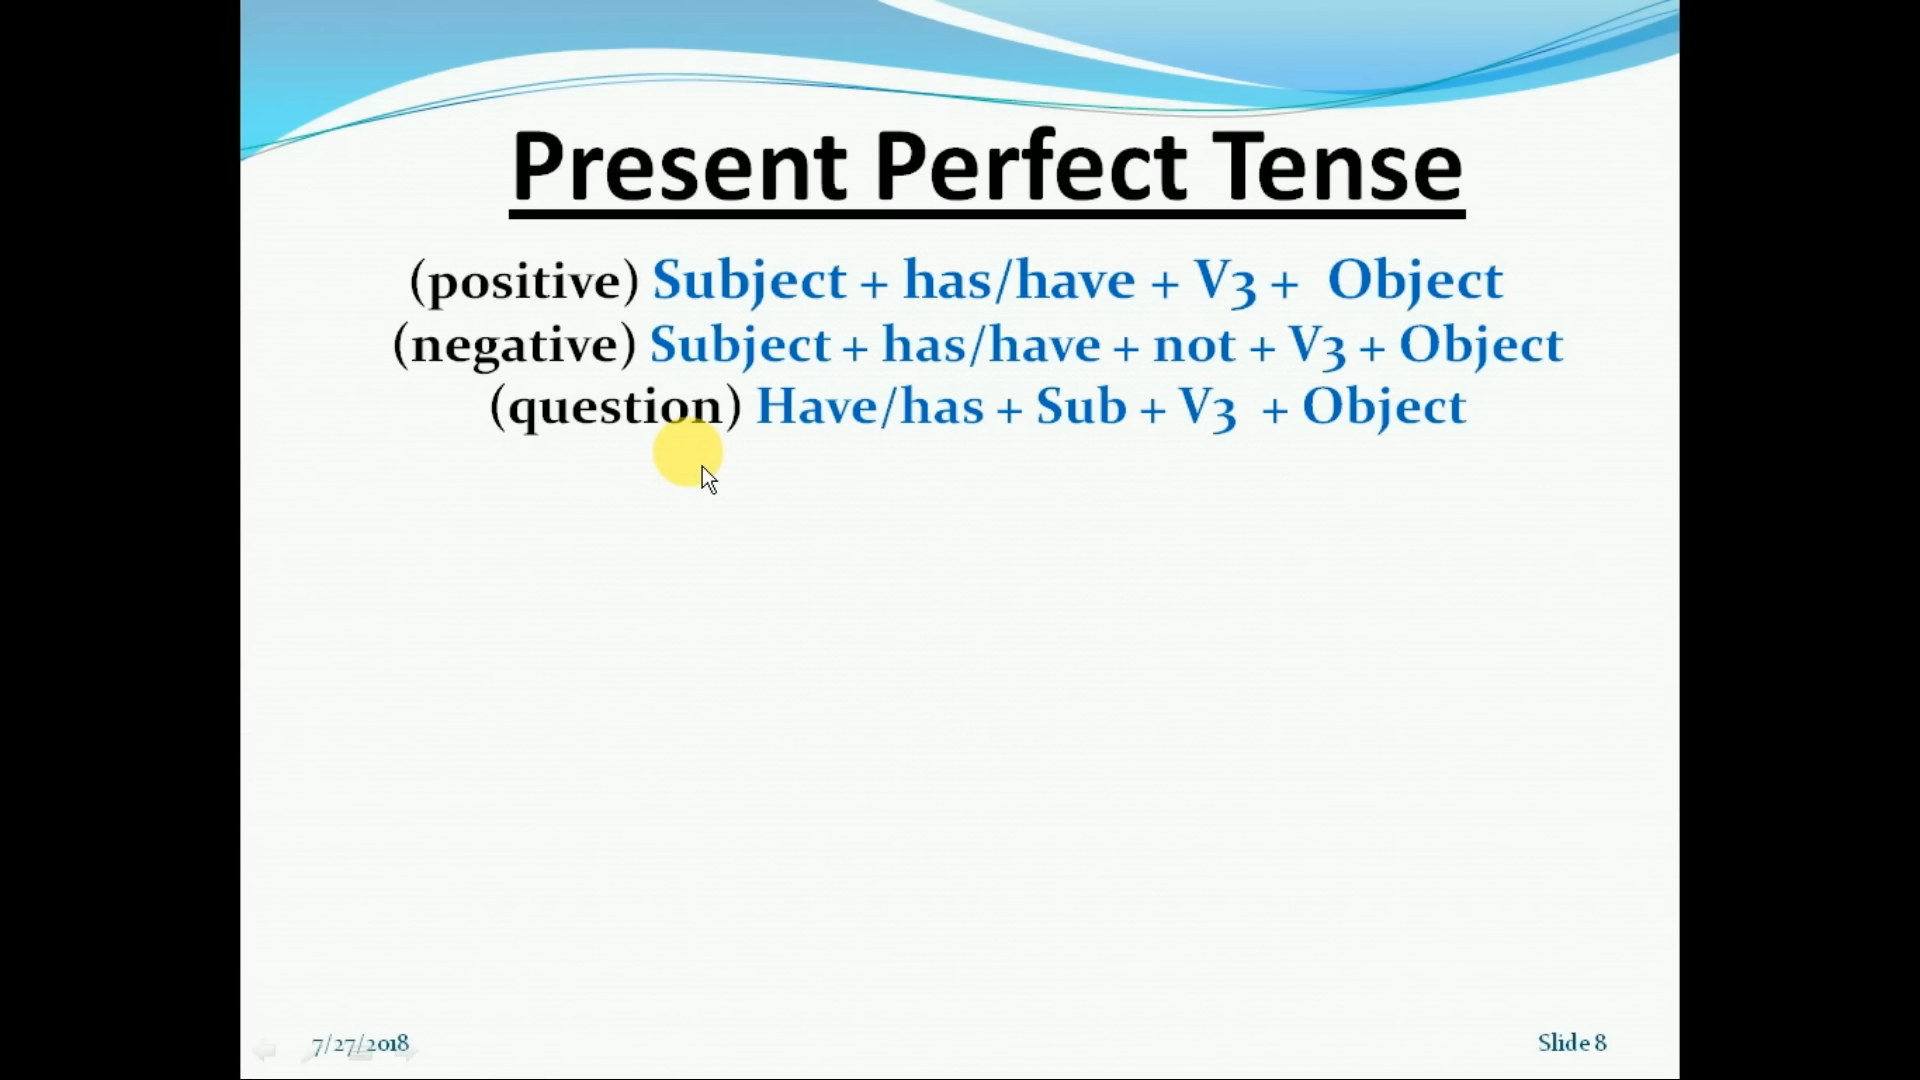 Present Perfect Tense
(positive) Subject + has/have + V3 + Object
(negative) Subject + has/have + not + V3 + Object
(question) Have/has + Sub + V3 + Object
7/27/2018
Slide 8